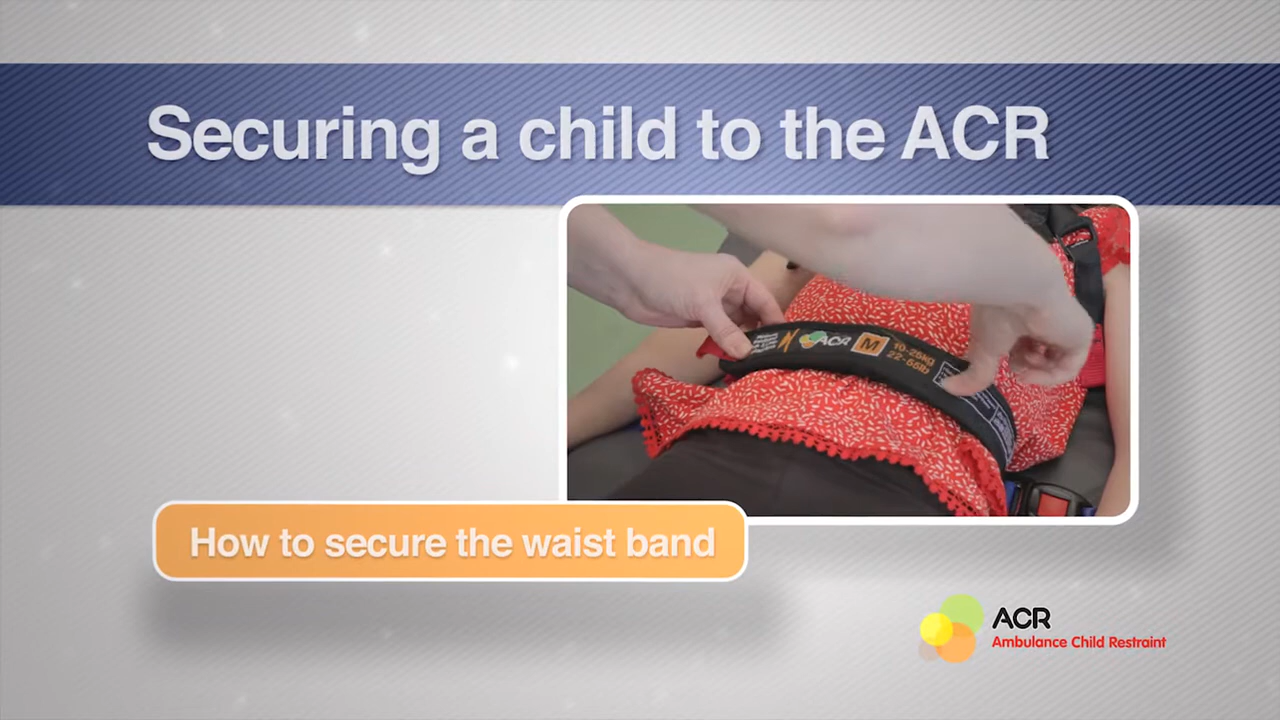 Securing a child to the ACR
ACR
M
10-26kg
22-55lb
How to secure the waist band
ACR
Ambulance Child Restraint